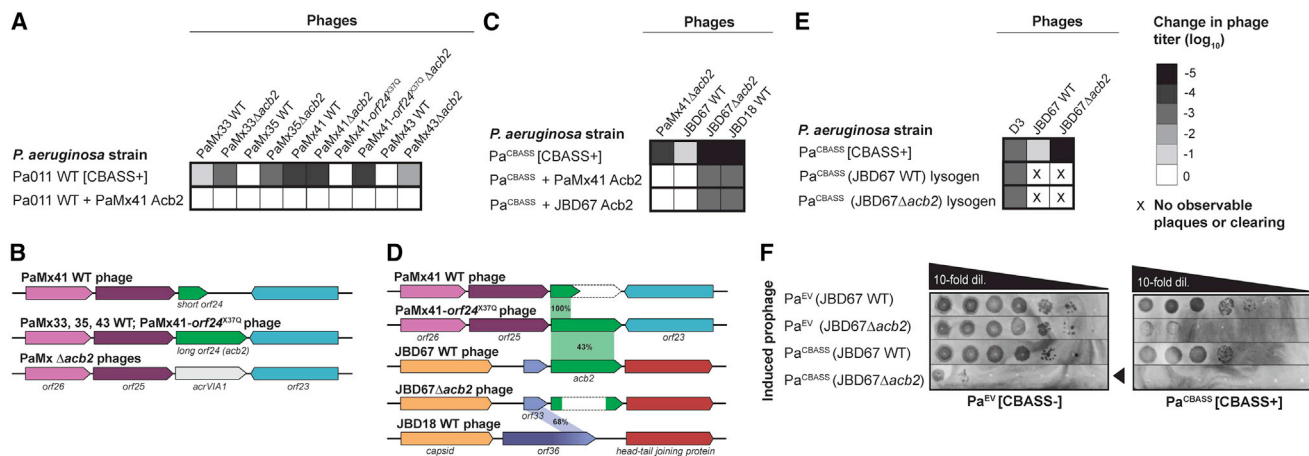 A
Phages
PaMx33 WT
PaMx33Δacb2
PaMx35 WT
PaMx35Δacb2
PaMx41 WT
PaMx41Δacb2
PaMx41-orf24X37Q
PaMx41-orf24X37Q Δacb2
PaMx43 WT
PaMx43Δacb2
P. aeruginosa strain
Pa011 WT [CBASS+]
Pa011 WT + PaMx41 Acb2
B
PaMx41 WT phage
short orf24
PaMx33, 35, 43 WT; PaMx41-orf24X37Q phage
long orf24 (acb2)
PaMx Δacb2 phages
orf26 orf25 acrVIA1 orf23
C
Phages
PaMx41Δacb2
JBD67 WT
JBD67Δacb2
JBD18 WT
P. aeruginosa strain
PaCBASS [CBASS+]
PaCBASS + PaMx41 Acb2
PaCBASS + JBD67 Acb2
D
PaMx41 WT phage
100%
PaMx41-orf24X37Q phage
orf26 orf25 orf23
43%
JBD67 WT phage
acb2
JBD67Δacb2 phage
orf33
68%
JBD18 WT phage
capsid orf36 head-tail joining protein
E
Phages
D3
JBD67 WT
JBD67Δacb2
P. aeruginosa strain
PaCBASS [CBASS+]
PaCBASS (JBD67 WT) lysogen X X
PaCBASS (JBD67Δacb2) lysogen X X
Change in phage
titer (log10)
-5
-4
-3
-2
-1
0
X No observable
plaques or clearing
F
10-fold dil. 10-fold dil.
Induced prophage
PaEV (JBD67 WT)
PaEV (JBD67Δacb2)
PaCBASS (JBD67 WT)
PaCBASS (JBD67Δacb2)
PaEV [CBASS-] PaCBASS [CBASS+]